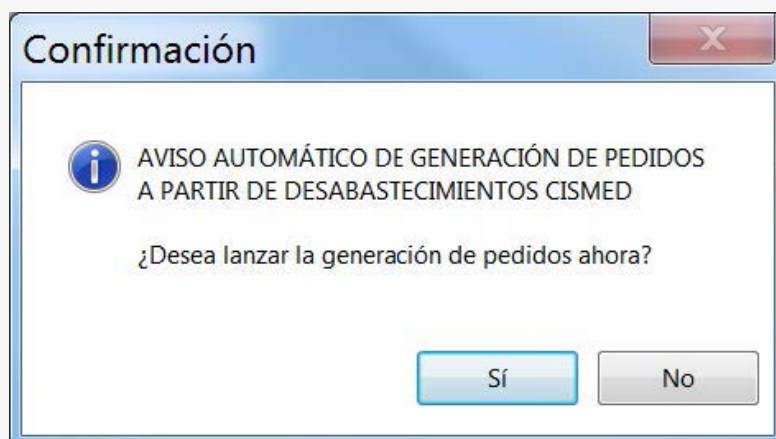 Confirmación
AVISO AUTOMÁTICO DE GENERACIÓN DE PEDIDOS
A PARTIR DE DESABASTECIMIENTOS CISMED
¿Desea lanzar la generación de pedidos ahora?
Sí
No